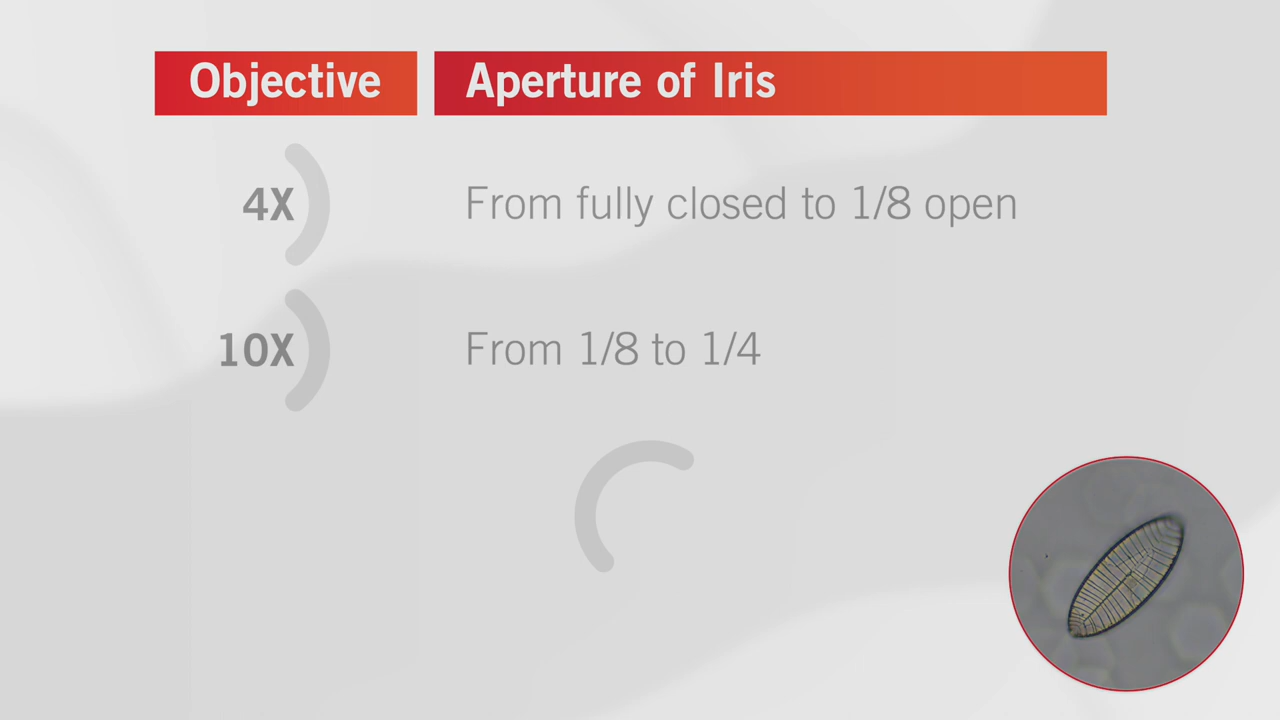 Objective Aperture of Iris
4X From fully closed to 1/8 open
10X From 1/8 to 1/4